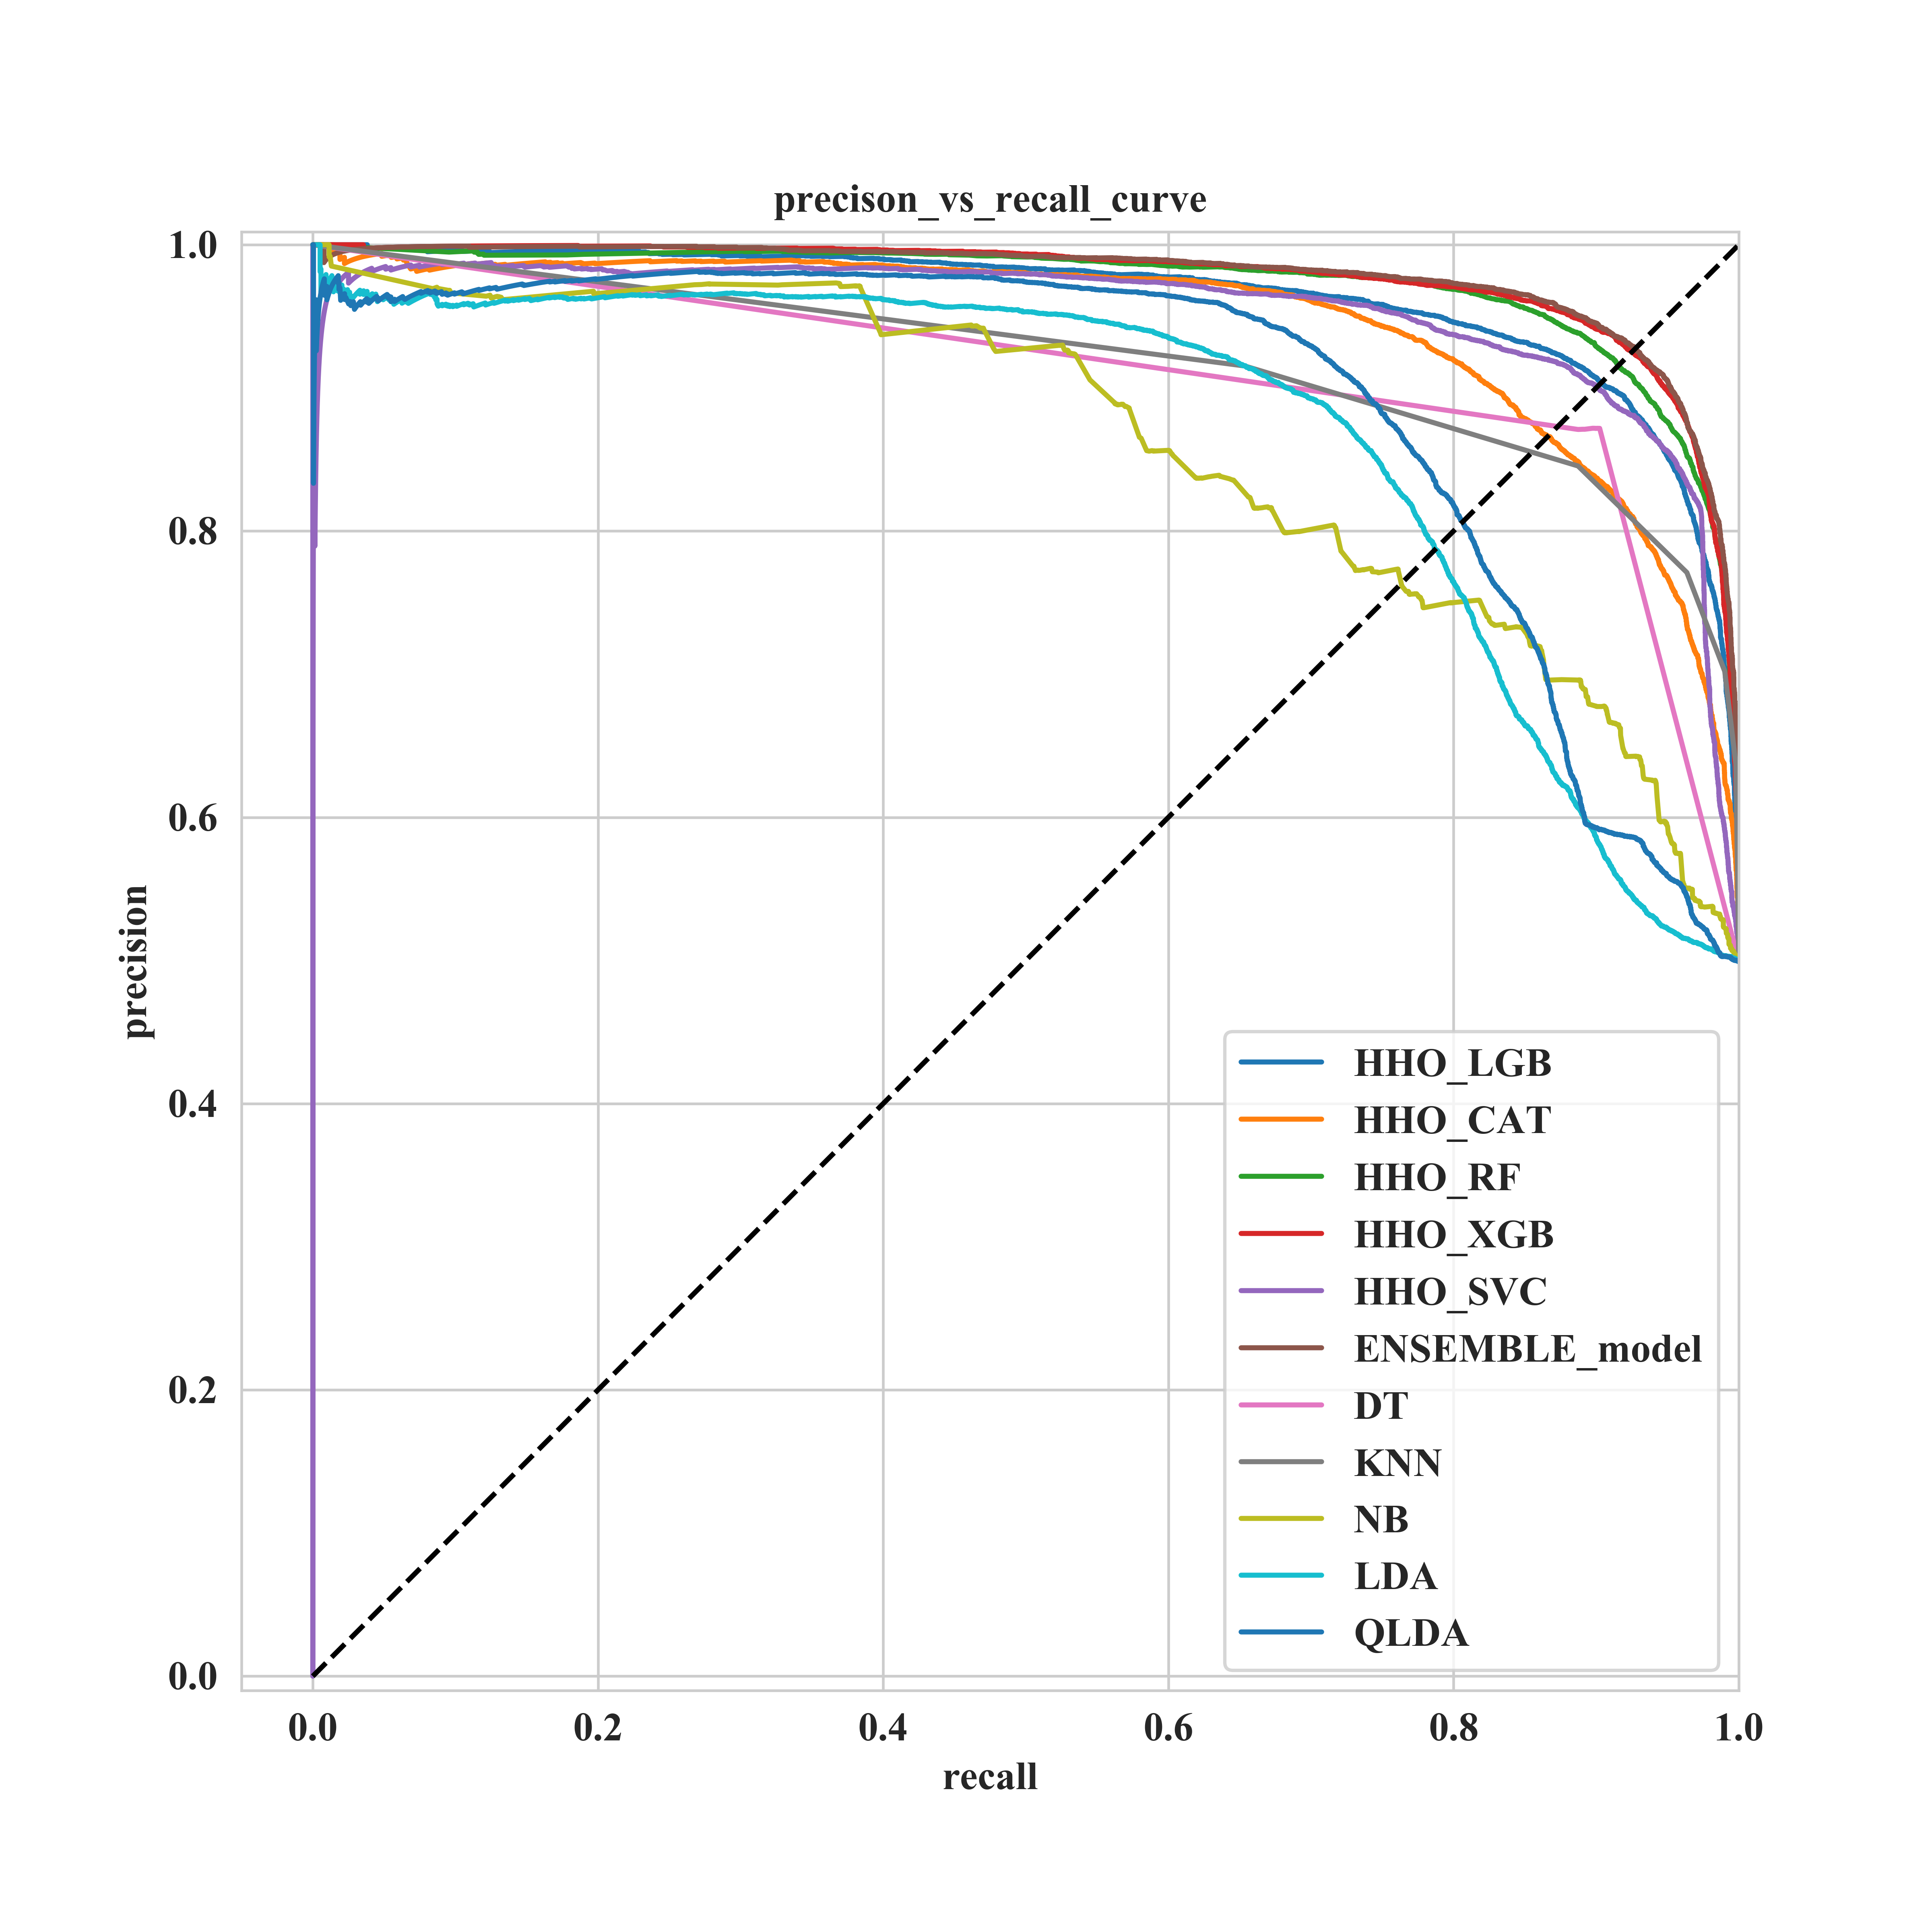 precison_vs_recall_curve
1.0
0.8
0.6
0.4
0.2
0.0
precision
0.0 0.2 0.4 0.6 0.8 1.0
recall
HHO_LGB
HHO_CAT
HHO_RF
HHO_XGB
HHO_SVC
ENSEMBLE_model
DT
KNN
NB
LDA
QLDA